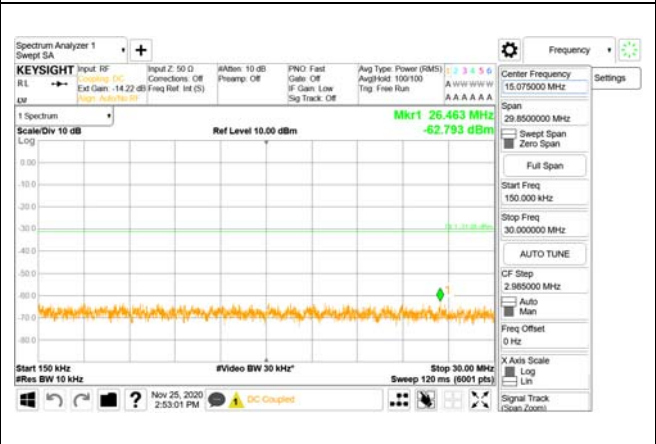 Spectrum Analyzer 1
Swept SA
Frequency
KEYSIGHT
RL
Input: RF
Coupling: DC
Ext Gain: -14.22 dB
Align: Auto/No RF
Input Z: 50 Ω
Corrections: Off
Freq Ref: Int (S)
#Atten: 10 dB
Preamp: Off
PNO: Fast
Gate: Off
IF Gain: Low
Sig Track: Off
Avg Type: Power (RMS)
Avg|Hold: 100/100
Trig: Free Run
1 2 3 4 5 6
A W W W W W
A A A A A A
1 Spectrum
Scale/Div 10 dB
Log
Ref Level 10.00 dBm
Mkr1 26.463 MHz
-62.793 dBm
0.00
-10.0
-20.0
-30.0
-40.0
-50.0
-60.0
-70.0
-80.0
1
Start 150 kHz
#Res BW 10 kHz
#Video BW 30 kHz*
Stop 30.00 MHz
Sweep 120 ms (6001 pts)
Nov 25, 2020
2:53:01 PM
?
1
DC Coupled
Settings
Center Frequency
15.075000 MHz
Span
29.8500000 MHz
Swept Span
Zero Span
Full Span
Start Freq
150.000 kHz
Stop Freq
30.000000 MHz
AUTO TUNE
CF Step
2.985000 MHz
Auto
Man
Freq Offset
0 Hz
X Axis Scale
Log
Lin
Signal Track
(Span Zoom)